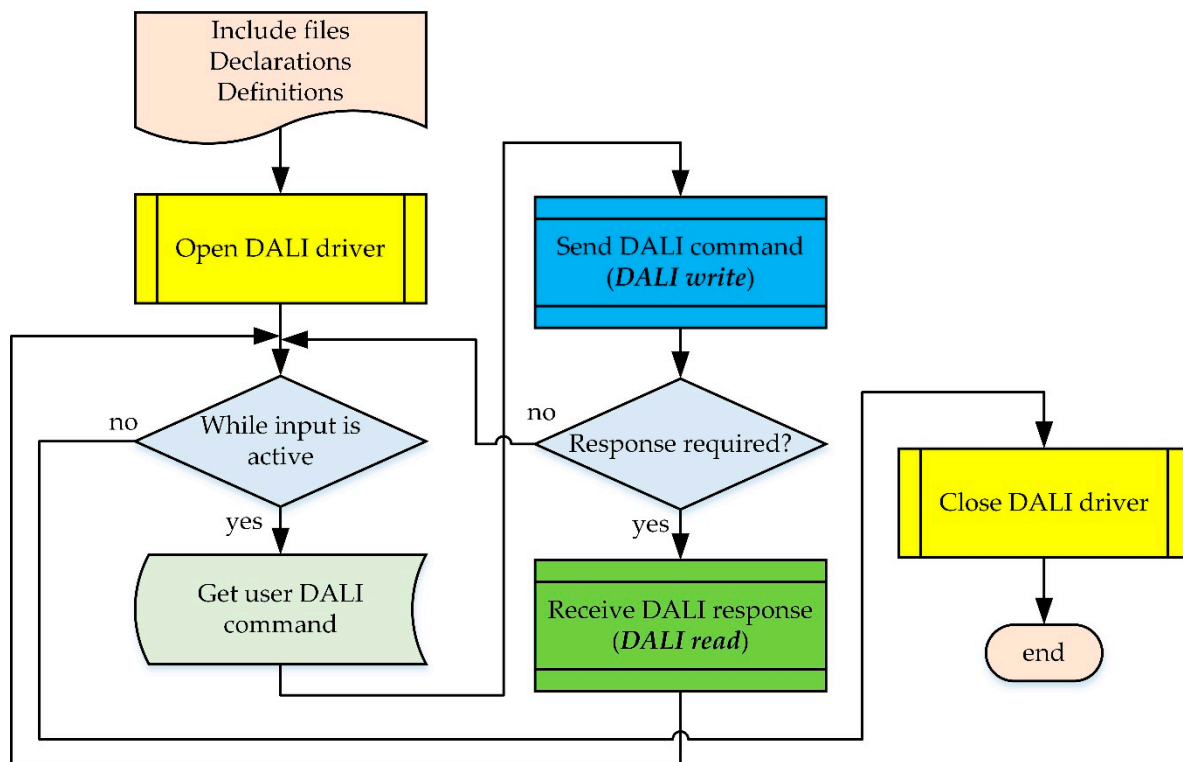 Include files
Declarations
Definitions
Open DALI driver
no
While input is
active
yes
Get user DALI
command
Send DALI command
(DALI write)
no
Response required?
yes
Receive DALI response
(DALI read)
Close DALI driver
end